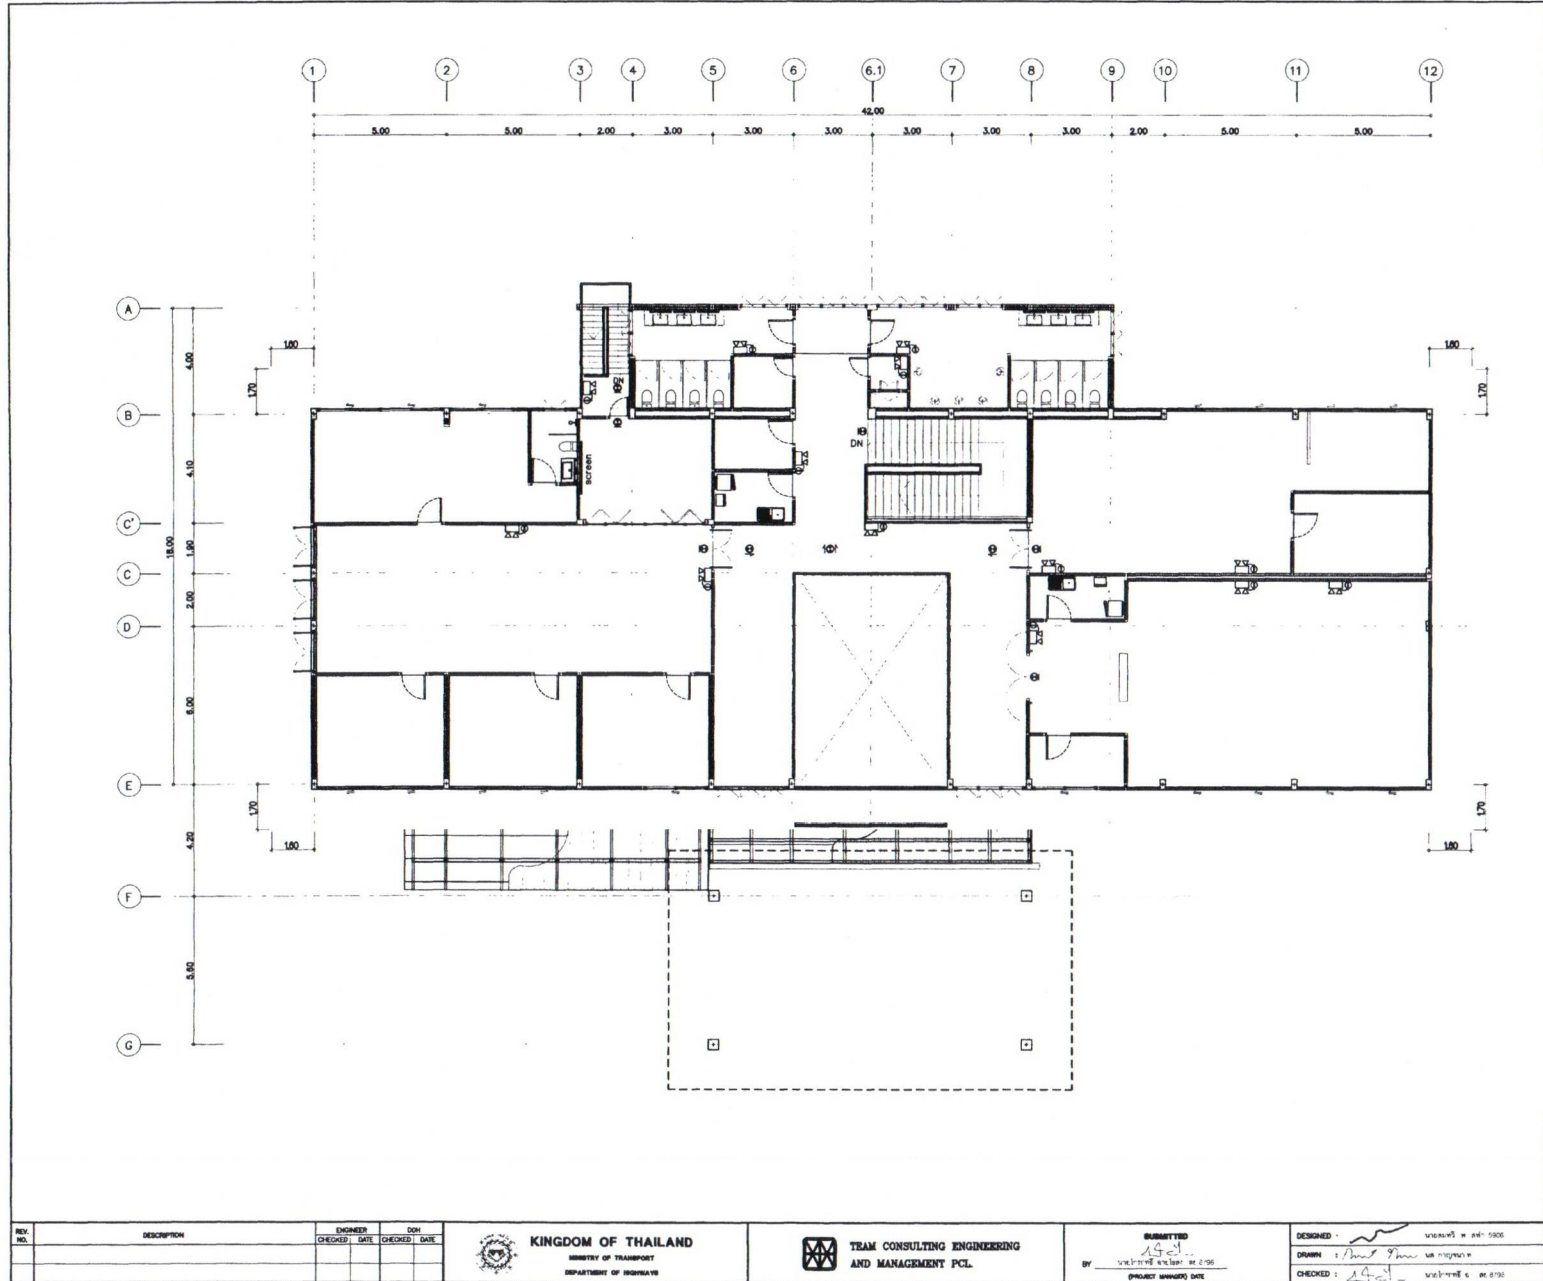 1 2 3 4 5 6 6.1 7 8 9 10 11 12
42.00
5.00 5.00 2.00 3.00 3.00 3.00 3.00 3.00 3.00 2.00 5.00 5.00
A
1.60 1.60
4.00
1.70 1.70
DN
B
DN
4.10
screen
C'
18.00
1.90
C
2.00
D
6.00
E
1.70 1.70
4.20
1.60 1.60
F
5.60
G
REV. NO. DESCRIPTION ENGINEER DOH
CHECKED DATE CHECKED DATE
KINGDOM OF THAILAND
MINISTRY OF TRANSPORT
DEPARTMENT OF HIGHWAYS
TEAM CONSULTING ENGINEERING
AND MANAGEMENT PCL.
SUBMITTED
BY
(PROJECT MANAGER) DATE
DESIGNED :
DRAWN :
CHECKED :